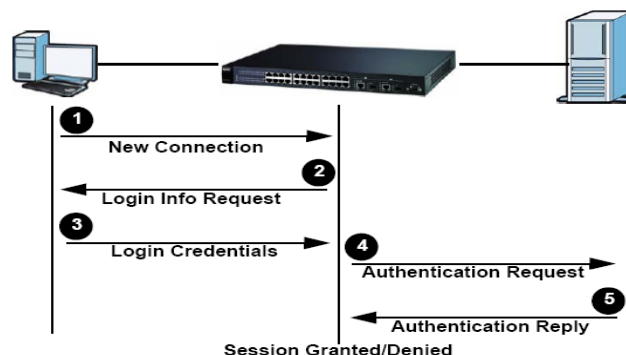 1
New Connection
2
Login Info Request
3
Login Credentials
4
Authentication Request
5
Authentication Reply
Session Granted/Denied